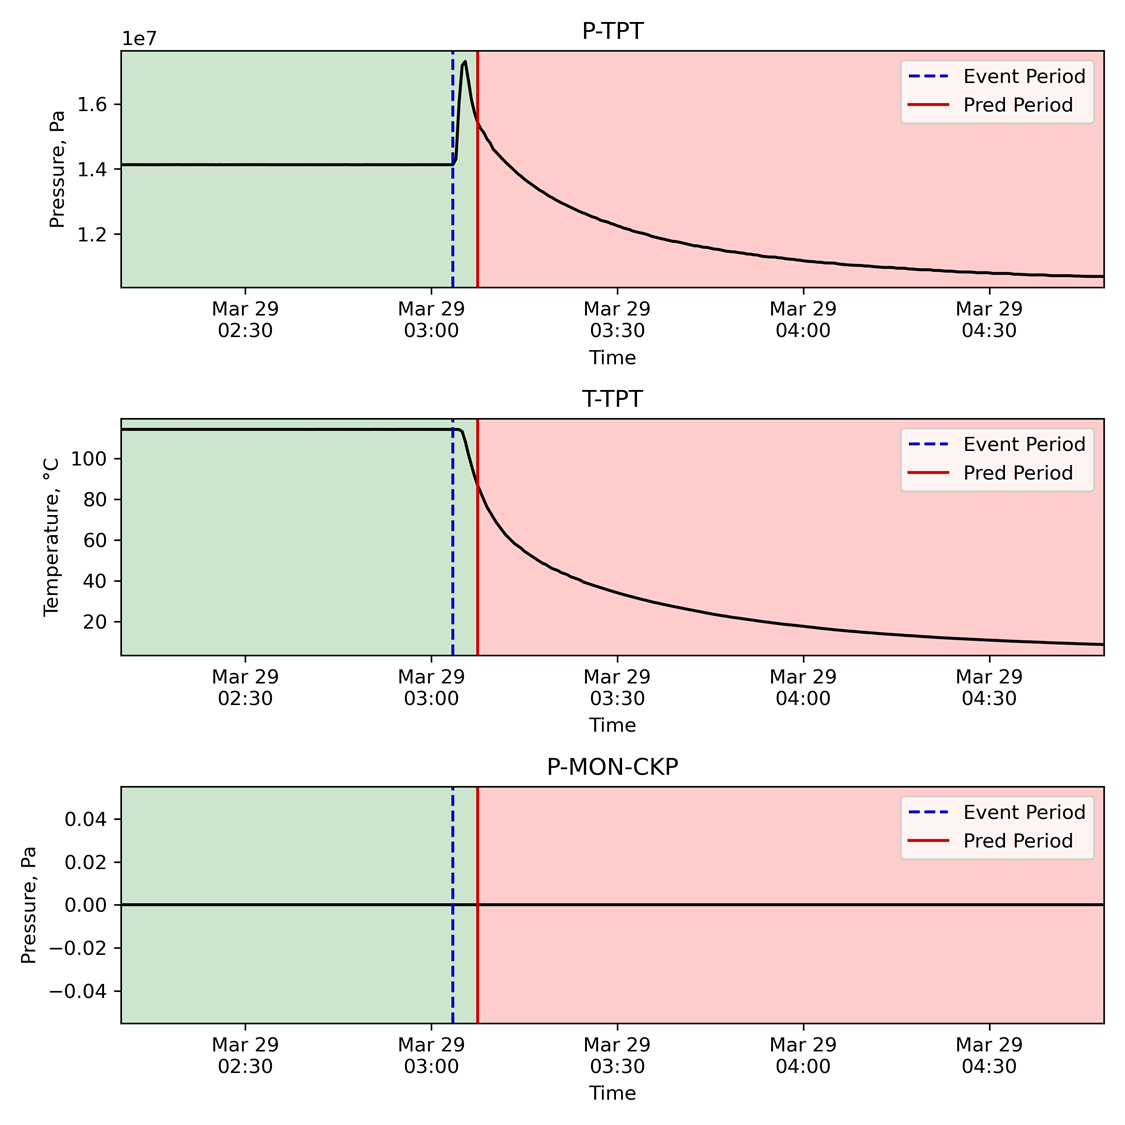 P-TPT
1e7
Pressure, Pa
1.6
1.4
1.2
Event Period
Pred Period
Mar 29
02:30
Mar 29
03:00
Mar 29
03:30
Mar 29
04:00
Mar 29
04:30
Time
T-TPT
Temperature, °C
100
80
60
40
20
Event Period
Pred Period
Mar 29
02:30
Mar 29
03:00
Mar 29
03:30
Mar 29
04:00
Mar 29
04:30
Time
P-MON-CKP
Pressure, Pa
0.04
0.02
0.00
−0.02
−0.04
Event Period
Pred Period
Mar 29
02:30
Mar 29
03:00
Mar 29
03:30
Mar 29
04:00
Mar 29
04:30
Time